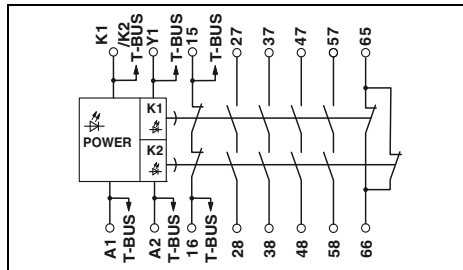 K1
/K2
T-BUS
Y1
T-BUS
15
T-BUS
27
37
47
57
65
K1
POWER
K2
A1
T-BUS
A2
T-BUS
16
T-BUS
28
38
48
58
66